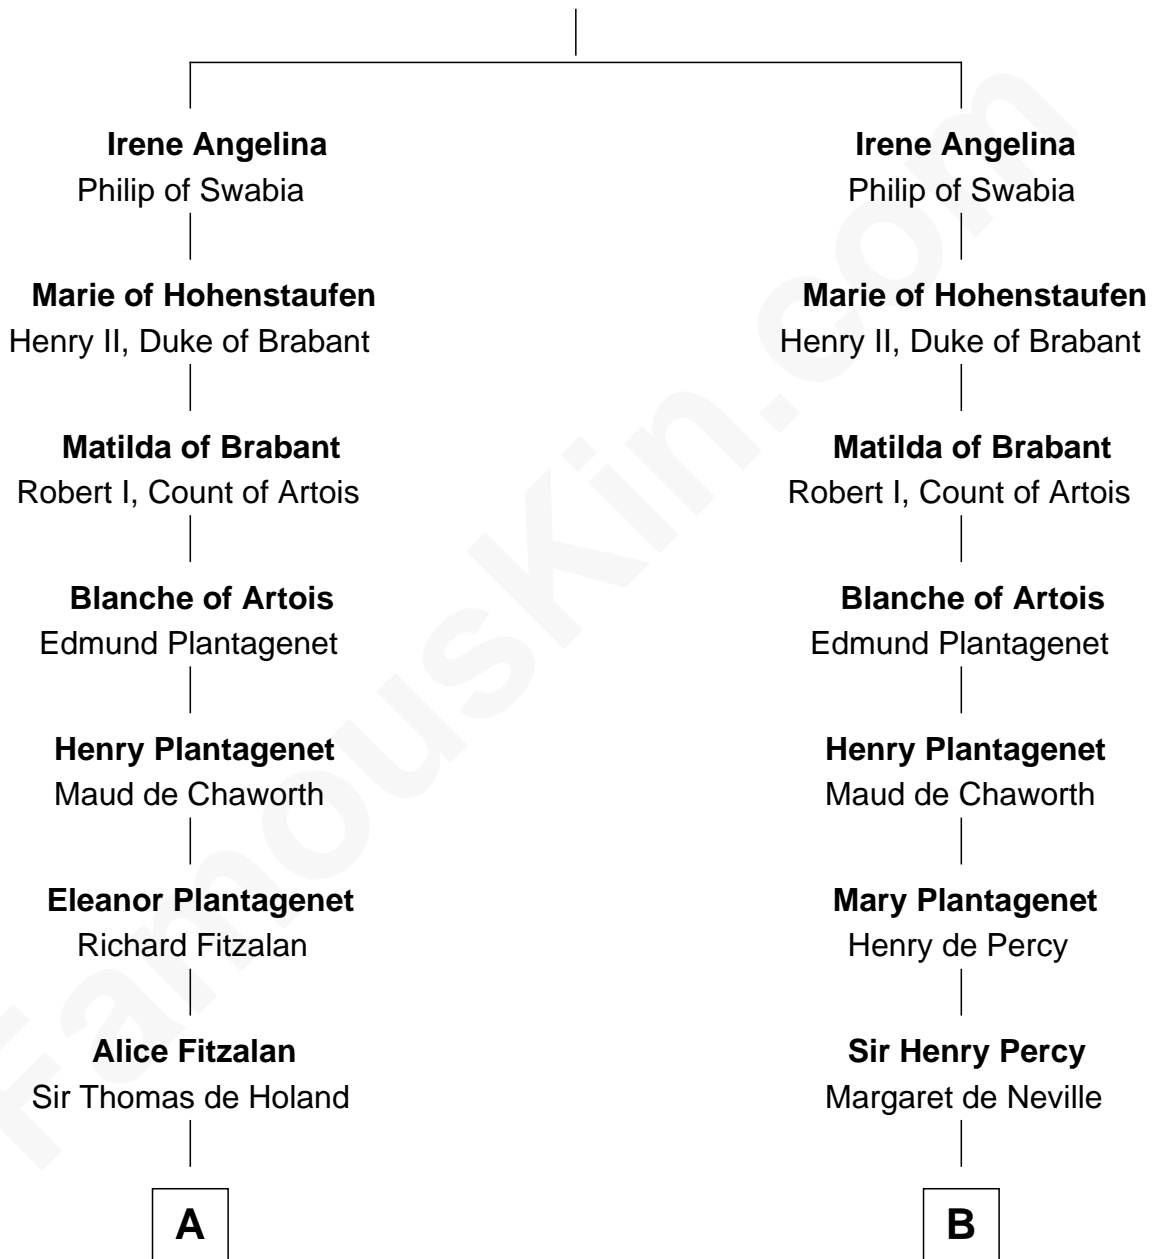 Irene Angelina
Philip of Swabia
Marie of Hohenstaufen
Henry II, Duke of Brabant
Matilda of Brabant
Robert I, Count of Artois
Blanche of Artois
Edmund Plantagenet
Henry Plantagenet
Maud de Chaworth
Eleanor Plantagenet
Richard Fitzalan
Alice Fitzalan
Sir Thomas de Holand
A
Irene Angelina
Philip of Swabia
Marie of Hohenstaufen
Henry II, Duke of Brabant
Matilda of Brabant
Robert I, Count of Artois
Blanche of Artois
Edmund Plantagenet
Henry Plantagenet
Maud de Chaworth
Mary Plantagenet
Henry de Percy
Sir Henry Percy
Margaret de Neville
B
FamousKin.com